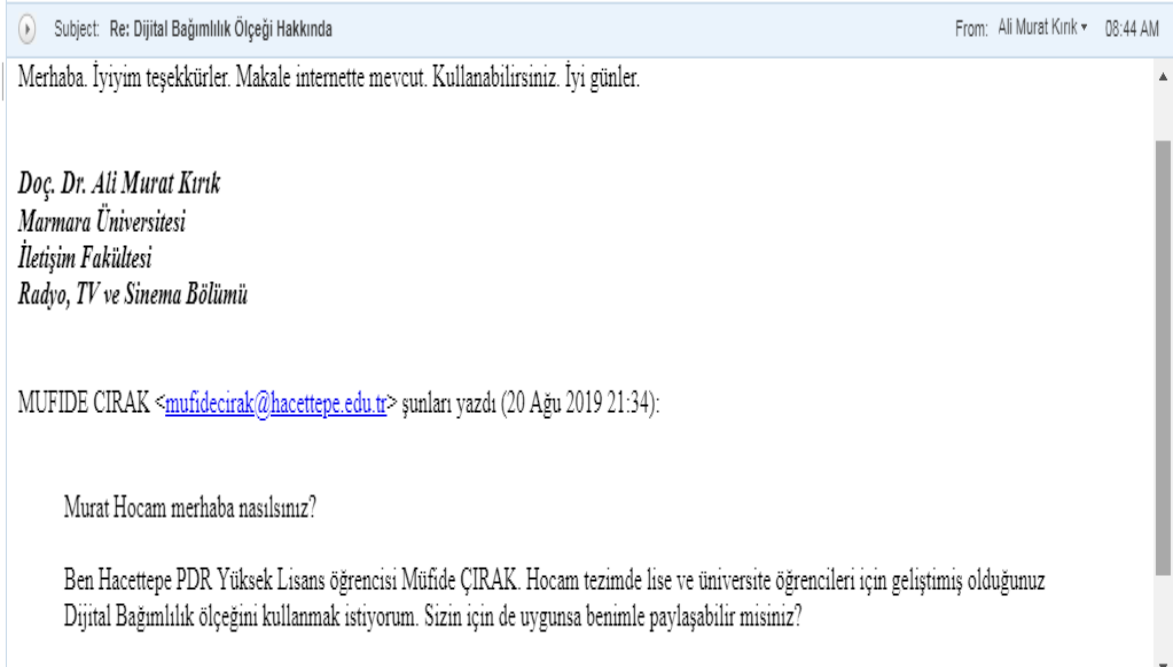 Subject: Re: Dijital Bağımlılık Ölçeği Hakkında From: Ali Murat Kırık 08:44 AM
Merhaba. İyiyim teşekkürler. Makale internette mevcut. Kullanabilirsiniz. İyi günler.
Doç. Dr. Ali Murat Kırık
Marmara Üniversitesi
İletişim Fakültesi
Radyo, TV ve Sinema Bölümü
MUFIDE CIRAK <mufidecirak@hacettepe.edu.tr> şunları yazdı (20 Ağu 2019 21:34):
Murat Hocam merhaba nasılsınız?
Ben Hacettepe PDR Yüksek Lisans öğrencisi Müfide ÇIRAK. Hocam tezimde lise ve üniversite öğrencileri için geliştimiş olduğunuz
Dijital Bağımlılık ölçeğini kullanmak istiyorum. Sizin için de uygunsa benimle paylaşabilir misiniz?